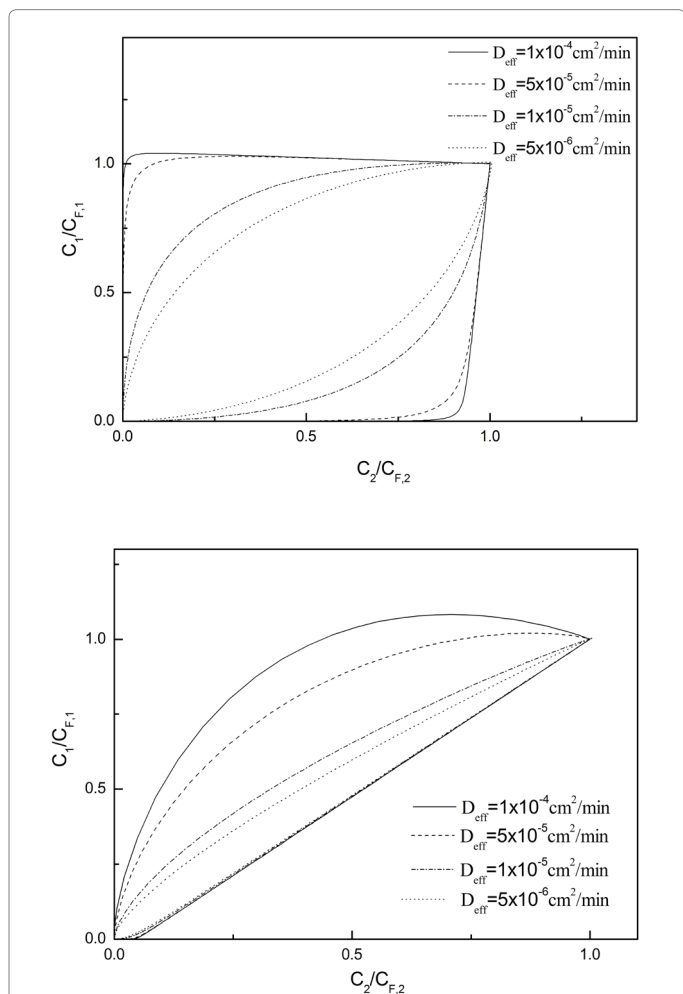 D_eff=1x10^-4 cm^2/min
D_eff=5x10^-5 cm^2/min
D_eff=1x10^-5 cm^2/min
D_eff=5x10^-6 cm^2/min
1.0
0.5
0.0
C_1/C_F,1
0.0 0.5 1.0
C_2/C_F,2
1.0
0.5
0.0
C_1/C_F,1
D_eff=1x10^-4 cm^2/min
D_eff=5x10^-5 cm^2/min
D_eff=1x10^-5 cm^2/min
D_eff=5x10^-6 cm^2/min
0.0 0.5 1.0
C_2/C_F,2